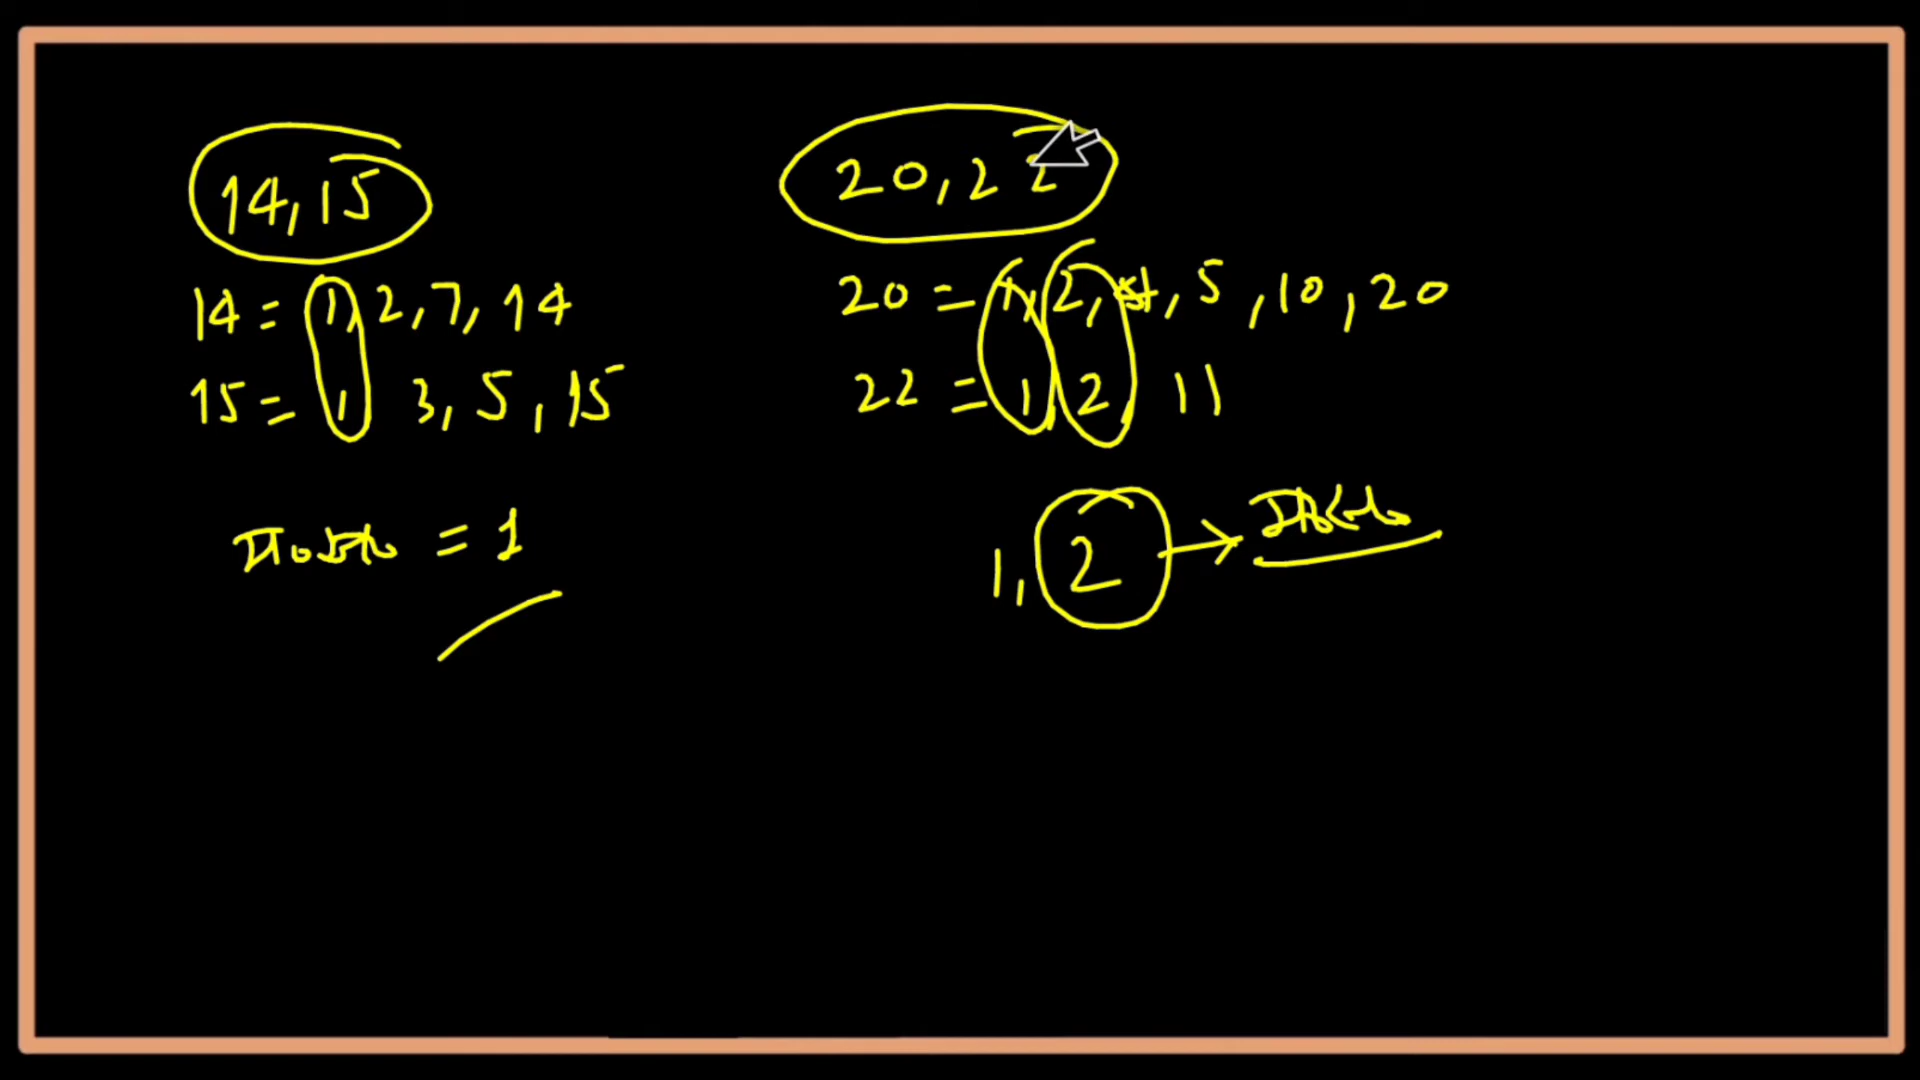 14, 15
14 = 1, 2, 7, 14
15 = 1 3, 5, 15
= 1
20, 22
20 = 1, 2, 4, 5, 10, 20
22 = 1, 2, 11
1, 2 →